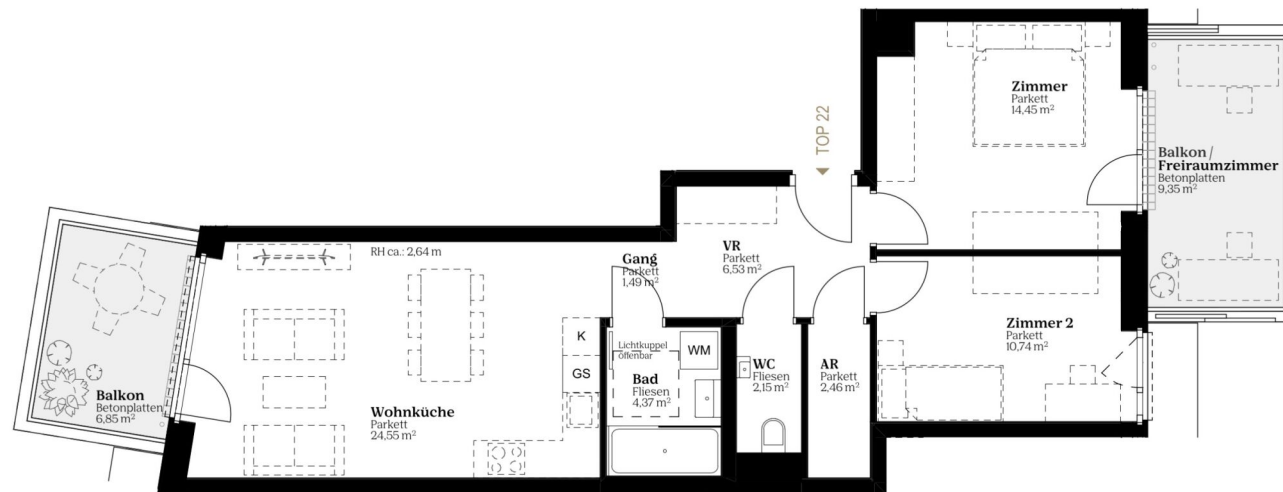 TOP 22
Zimmer
Parkett
14,45 m²
Balkon/
Freiraumzimmer
Betonplatten
9,35 m²
RH ca.: 2,64 m
Gang
Parkett
1,49 m²
VR
Parkett
6,53 m²
Zimmer 2
Parkett
10,74 m²
K
GS
Lichtkuppel
öffenbar
WM
Bad
Fliesen
4,37 m²
WC
Fliesen
2,15 m²
AR
Parkett
2,46 m²
Balkon
Betonplatten
6,85 m²
Wohnküche
Parkett
24,55 m²